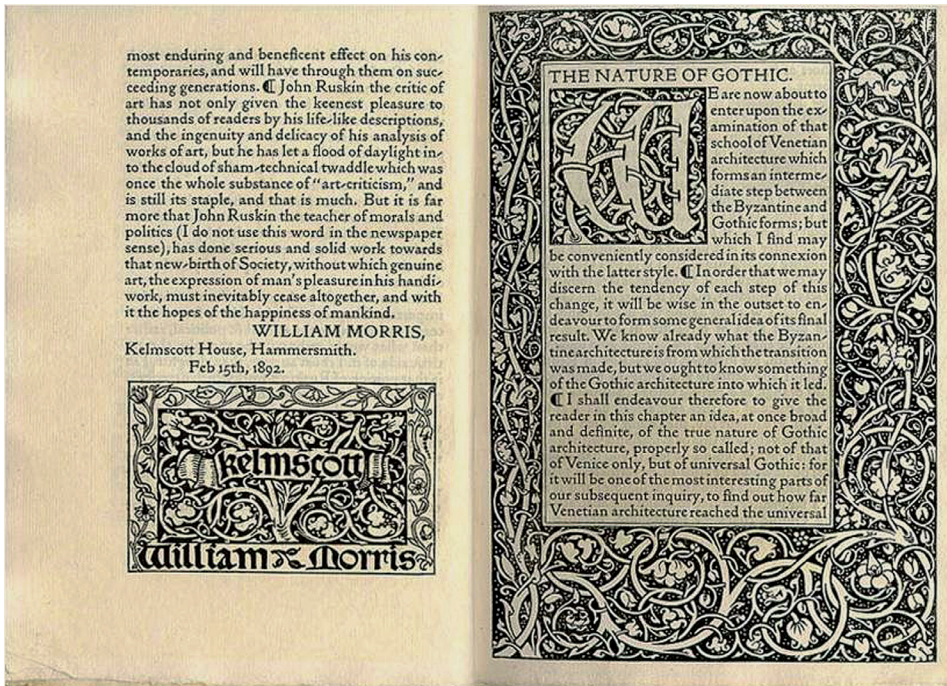 most enduring and beneficent effect on his con-
temporaries, and will have through them on suc-
ceeding generations. ❡ John Ruskin the critic of
art has not only given the keenest pleasure to
thousands of readers by his life-like descriptions,
and the ingenuity and delicacy of his analysis of
works of art, but he has let a flood of daylight in-
to the cloud of sham-technical twaddle which was
once the whole substance of "art-criticism," and
is still its staple, and that is much. But it is far
more that John Ruskin the teacher of morals and
politics (I do not use this word in the newspaper
sense), has done serious and solid work towards
that new-birth of Society, without which genuine
art, the expression of man's pleasure in his handi-
work, must inevitably cease altogether, and with
it the hopes of the happiness of mankind.
WILLIAM MORRIS,
Kelmscott House, Hammersmith.
Feb 15th, 1892.
kelmscott
William Morris
THE NATURE OF GOTHIC.
WE are now about to
enter upon the ex-
amination of that
school of Venetian
architecture which
forms an interme-
diate step between
the Byzantine and
Gothic forms; but
which I find may
be conveniently considered in its connexion
with the latter style. ❡ In order that we may
discern the tendency of each step of this
change, it will be wise in the outset to en-
deavour to form some general idea of its final
result. We know already what the Byzan-
tine architecture is from which the transition
was made, but we ought to know something
of the Gothic architecture into which it led.
❡ I shall endeavour therefore to give the
reader in this chapter an idea, at once broad
and definite, of the true nature of Gothic
architecture, properly so called; not of that
of Venice only, but of universal Gothic: for
it will be one of the most interesting parts of
our subsequent inquiry, to find out how far
Venetian architecture reached the universal